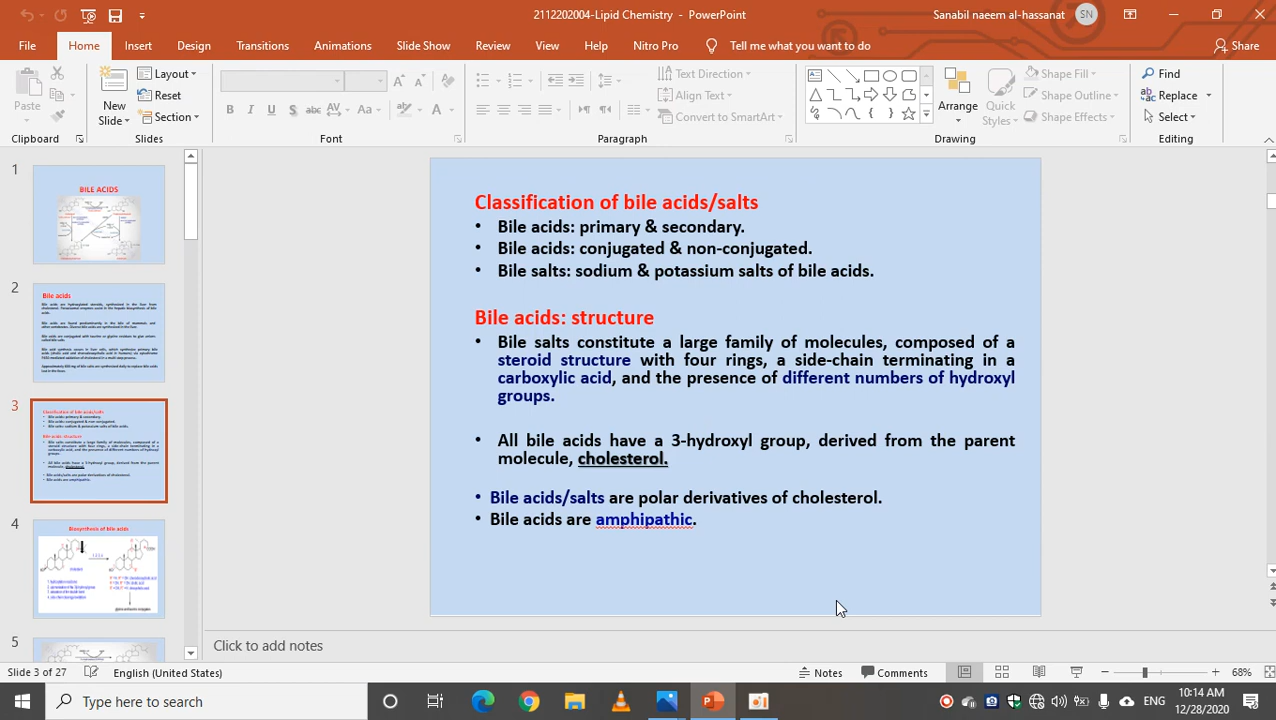 2112202004-Lipid Chemistry - PowerPoint
Sanabil naeem al-hassanat
SN
File Home Insert Design Transitions Animations Slide Show Review View Help Nitro Pro Tell me what you want to do Share
Paste
New Slide
Layout
Reset
Section
B I U S abc AV Aa A
Text Direction
Align Text
Convert to SmartArt
Arrange
Quick Styles
Shape Fill
Shape Outline
Shape Effects
Find
Replace
Select
Clipboard Slides Font Paragraph Drawing Editing
1
BILE ACIDS
2
Bile acids
3
4
Biosynthesis of bile acids
5
Classification of bile acids/salts
• Bile acids: primary & secondary.
• Bile acids: conjugated & non-conjugated.
• Bile salts: sodium & potassium salts of bile acids.
Bile acids: structure
• Bile salts constitute a large family of molecules, composed of a
steroid structure with four rings, a side-chain terminating in a
carboxylic acid, and the presence of different numbers of hydroxyl
groups.
• All bile acids have a 3-hydroxyl group, derived from the parent
molecule, cholesterol.
• Bile acids/salts are polar derivatives of cholesterol.
• Bile acids are amphipathic.
Click to add notes
Slide 3 of 27 English (United States) Notes Comments 68%
Type here to search
ENG
10:14 AM
12/28/2020